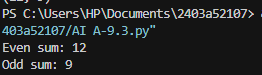 PS C:\Users\HP\Documents\2403a52107>
403a52107/AI A-9.3.py"
Even sum: 12
Odd sum: 9